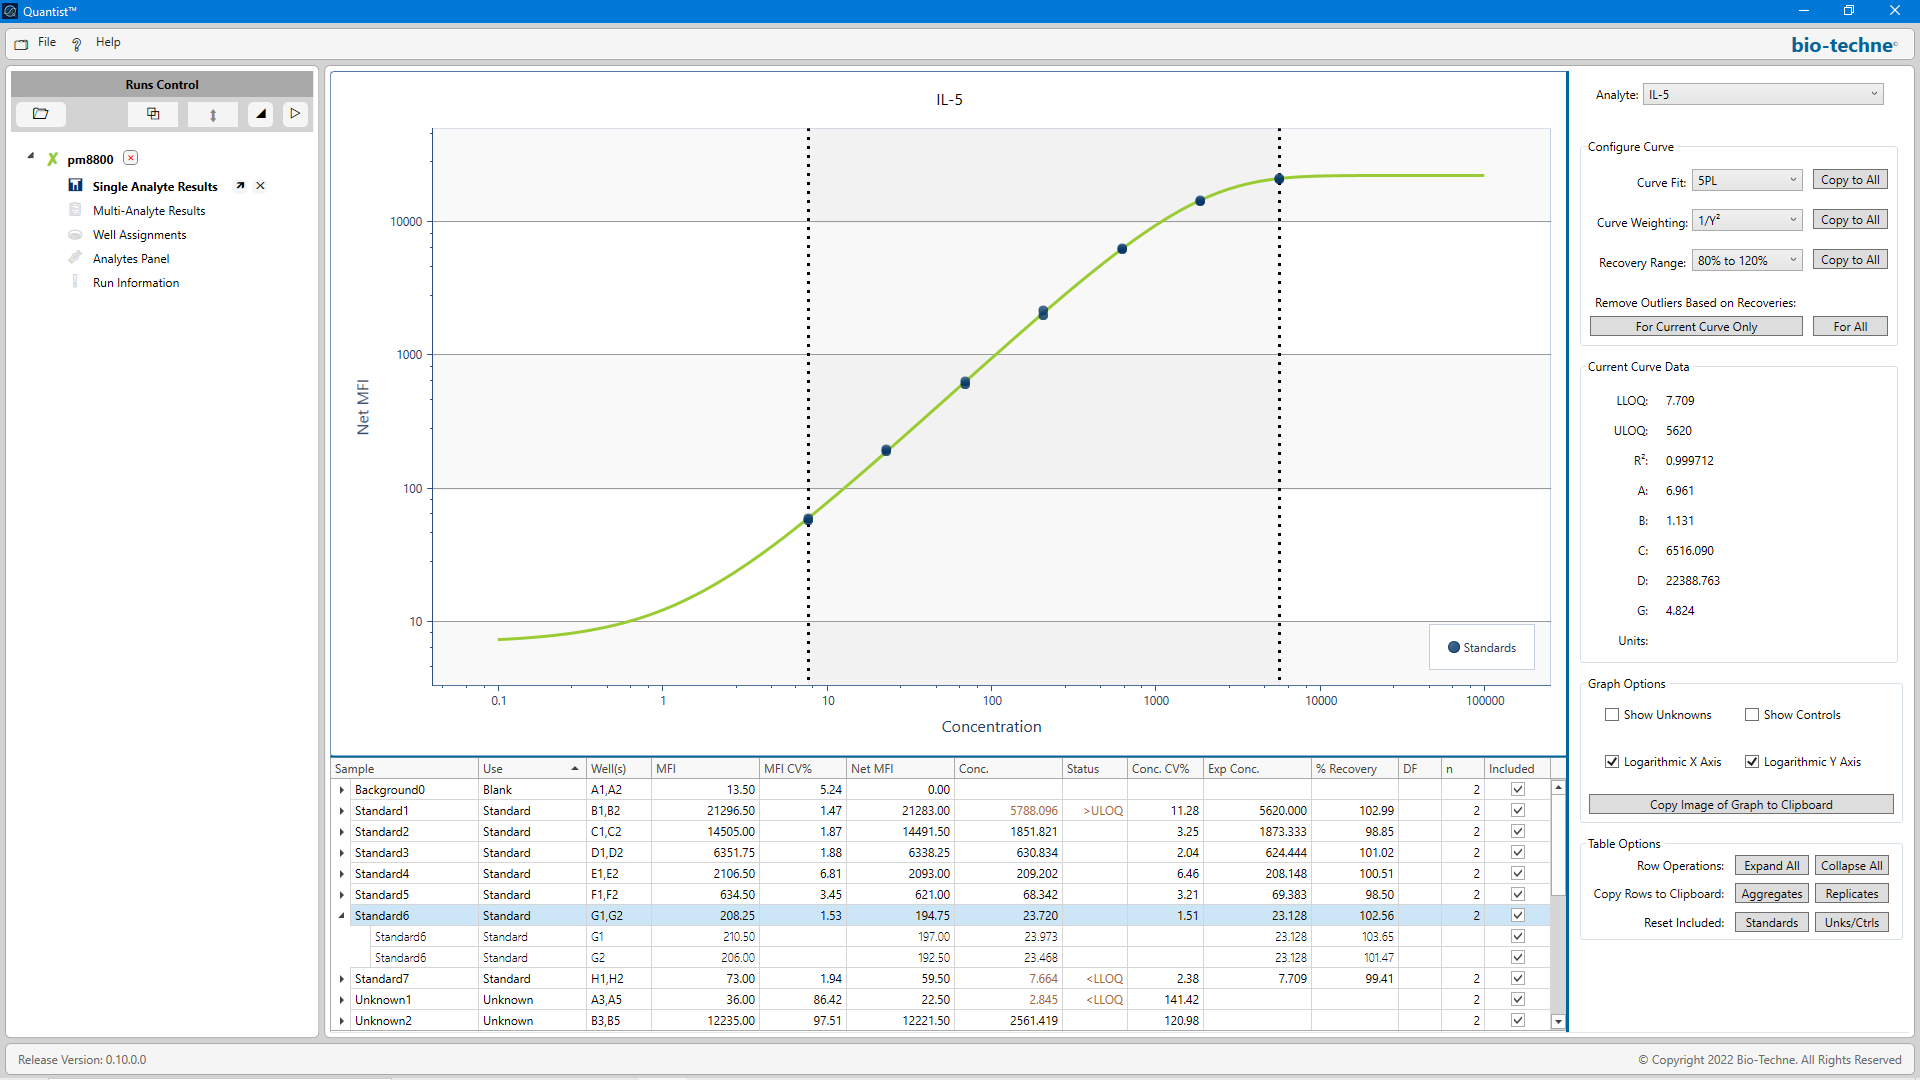 Quantist™
File
Help
bio-techne®
Runs Control
pm8800
Single Analyte Results
Multi-Analyte Results
Well Assignments
Analytes Panel
Run Information
IL-5
Net MFI
10000
1000
100
10
Standards
0.1 1 10 100 1000 10000 100000
Concentration
Analyte: IL-5
Configure Curve
Curve Fit: 5PL Copy to All
Curve Weighting: 1/Y² Copy to All
Recovery Range: 80% to 120% Copy to All
Remove Outliers Based on Recoveries:
For Current Curve Only For All
Current Curve Data
LLOQ: 7.709
ULOQ: 5620
R²: 0.999712
A: 6.961
B: 1.131
C: 6516.090
D: 22388.763
G: 4.824
Units:
Graph Options
Show Unknowns Show Controls
Logarithmic X Axis Logarithmic Y Axis
Copy Image of Graph to Clipboard
Table Options
Row Operations: Expand All Collapse All
Copy Rows to Clipboard: Aggregates Replicates
Reset Included: Standards Unks/Ctrls
Sample Use Well(s) MFI MFI CV% Net MFI Conc. Status Conc. CV% Exp Conc. % Recovery DF n Included
Background0 Blank A1,A2 13.50 5.24 0.00 2
Standard1 Standard B1,B2 21296.50 1.47 21283.00 5788.096 >ULOQ 11.28 5620.000 102.99 2
Standard2 Standard C1,C2 14505.00 1.87 14491.50 1851.821 3.25 1873.333 98.85 2
Standard3 Standard D1,D2 6351.75 1.88 6338.25 630.834 2.04 624.444 101.02 2
Standard4 Standard E1,E2 2106.50 6.81 2093.00 209.202 6.46 208.148 100.51 2
Standard5 Standard F1,F2 634.50 3.45 621.00 68.342 3.21 69.383 98.50 2
Standard6 Standard G1,G2 208.25 1.53 194.75 23.720 1.51 23.128 102.56 2
Standard6 Standard G1 210.50 197.00 23.973 23.128 103.65
Standard6 Standard G2 206.00 192.50 23.468 23.128 101.47
Standard7 Standard H1,H2 73.00 1.94 59.50 7.664 <LLOQ 2.38 7.709 99.41 2
Unknown1 Unknown A3,A5 36.00 86.42 22.50 2.845 <LLOQ 141.42 2
Unknown2 Unknown B3,B5 12235.00 97.51 12221.50 2561.419 120.98 2
Release Version: 0.10.0.0
© Copyright 2022 Bio-Techne. All Rights Reserved